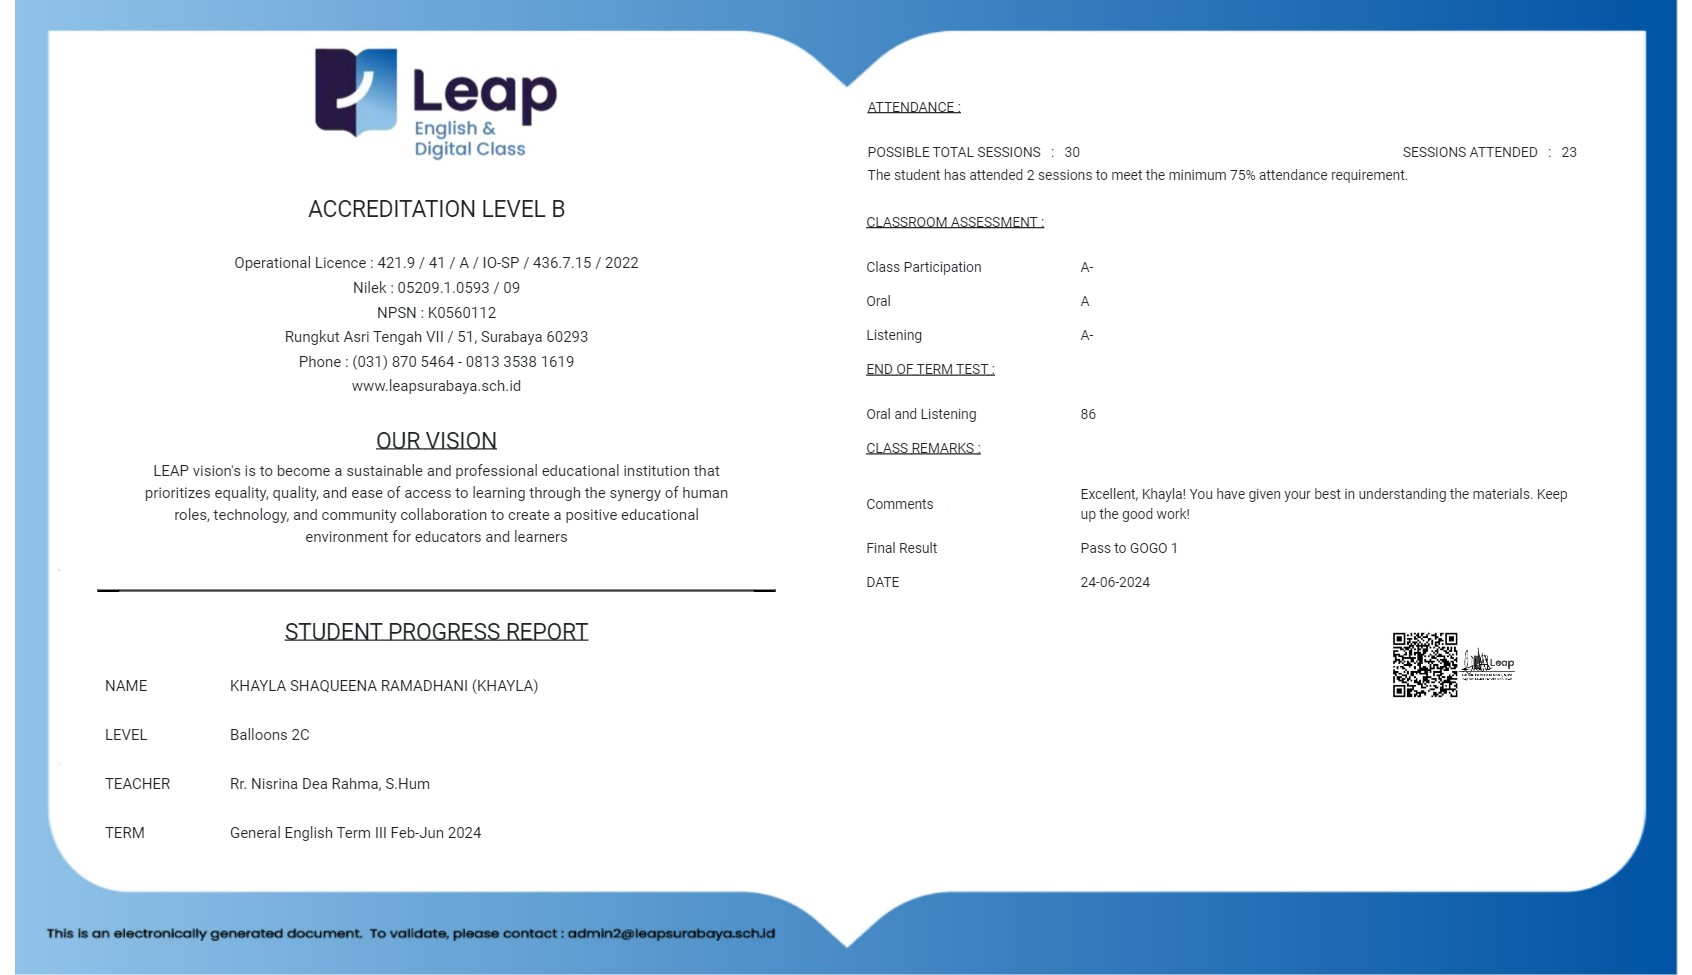 Leap
English &
Digital Class
ACCREDITATION LEVEL B
Operational Licence : 421.9 / 41 / A / IO-SP / 436.7.15 / 2022
Nilek : 05209.1.0593 / 09
NPSN : K0560112
Rungkut Asri Tengah VII / 51, Surabaya 60293
Phone : (031) 870 5464 - 0813 3538 1619
www.leapsurabaya.sch.id
OUR VISION
LEAP vision's is to become a sustainable and professional educational institution that
prioritizes equality, quality, and ease of access to learning through the synergy of human
roles, technology, and community collaboration to create a positive educational
environment for educators and learners
STUDENT PROGRESS REPORT
NAME KHAYLA SHAQUEENA RAMADHANI (KHAYLA)
LEVEL Balloons 2C
TEACHER Rr. Nisrina Dea Rahma, S.Hum
TERM General English Term III Feb-Jun 2024
ATTENDANCE :
POSSIBLE TOTAL SESSIONS : 30 SESSIONS ATTENDED : 23
The student has attended 2 sessions to meet the minimum 75% attendance requirement.
CLASSROOM ASSESSMENT :
Class Participation A-
Oral A
Listening A-
END OF TERM TEST :
Oral and Listening 86
CLASS REMARKS :
Comments Excellent, Khayla! You have given your best in understanding the materials. Keep
up the good work!
Final Result Pass to GOGO 1
DATE 24-06-2024
Leap
This is an electronically generated document. To validate, please contact : admin2@leapsurabaya.sch.id